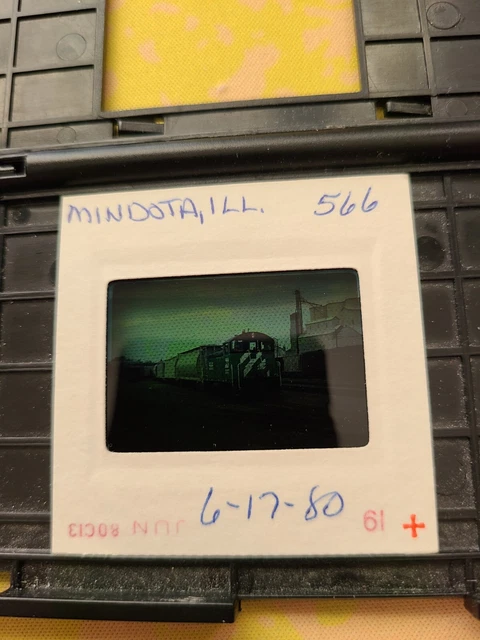 MINDOTA, ILL. 566
6-17-80
JUN 80C13 19